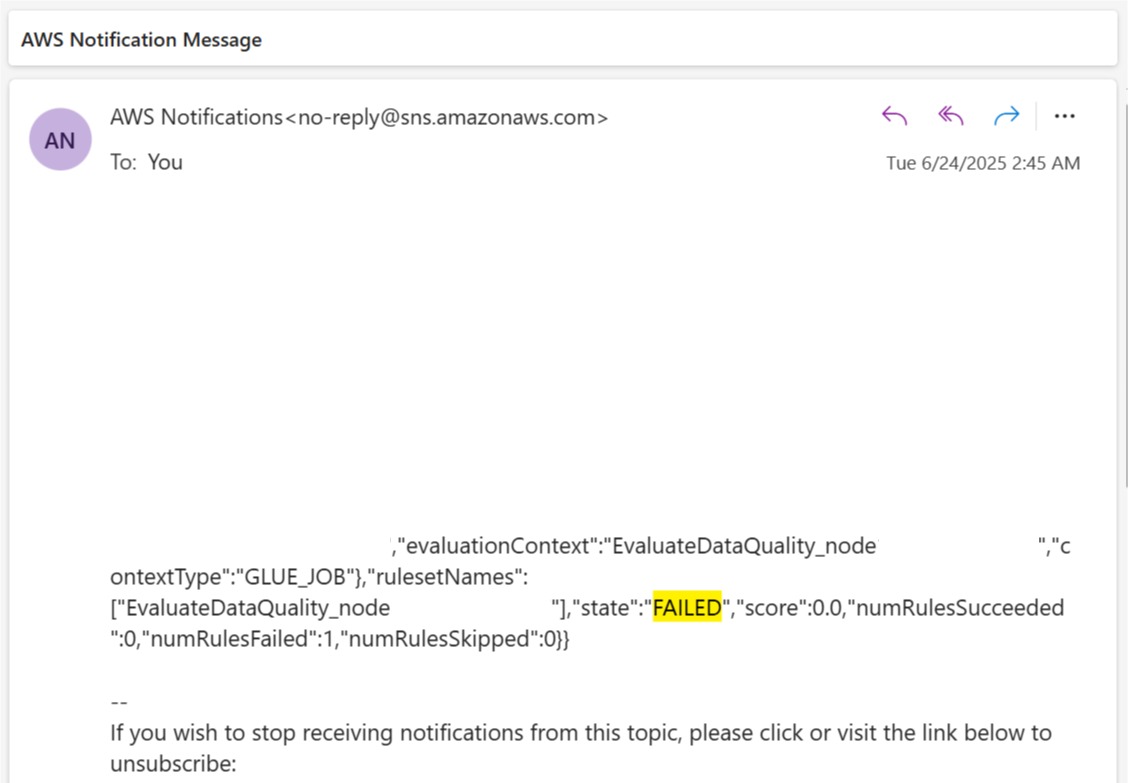 AWS Notification Message
AN
AWS Notifications<no-reply@sns.amazonaws.com>
To: You
Tue 6/24/2025 2:45 AM
,"evaluationContext":"EvaluateDataQuality_node ","c
ontextType":"GLUE_JOB"},"rulesetNames":
["EvaluateDataQuality_node "],"state":"FAILED","score":0.0,"numRulesSucceeded
":0,"numRulesFailed":1,"numRulesSkipped":0}}
--
If you wish to stop receiving notifications from this topic, please click or visit the link below to
unsubscribe: